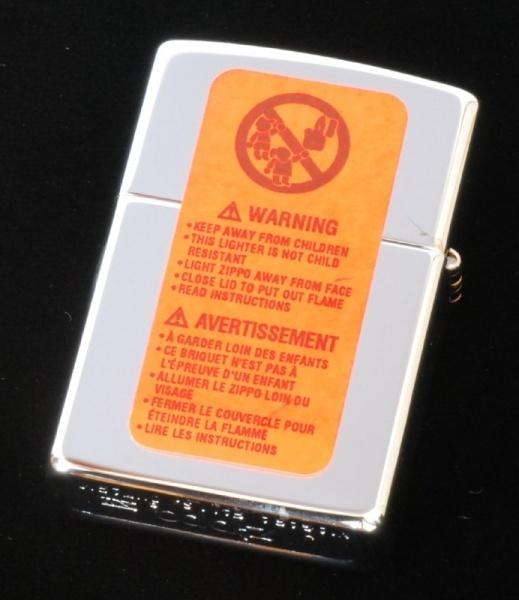 WARNING
• KEEP AWAY FROM CHILDREN
• THIS LIGHTER IS NOT CHILD
RESISTANT
• LIGHT ZIPPO AWAY FROM FACE
• CLOSE LID TO PUT OUT FLAME
• READ INSTRUCTIONS
AVERTISSEMENT
• À GARDER LOIN DES ENFANTS
• CE BRIQUET N'EST PAS À
L'ÉPREUVE D'UN ENFANT
• ALLUMER LE ZIPPO LOIN DU
VISAGE
• FERMER LE COUVERCLE POUR
ÉTEINDRE LA FLAMME
• LIRE LES INSTRUCTIONS